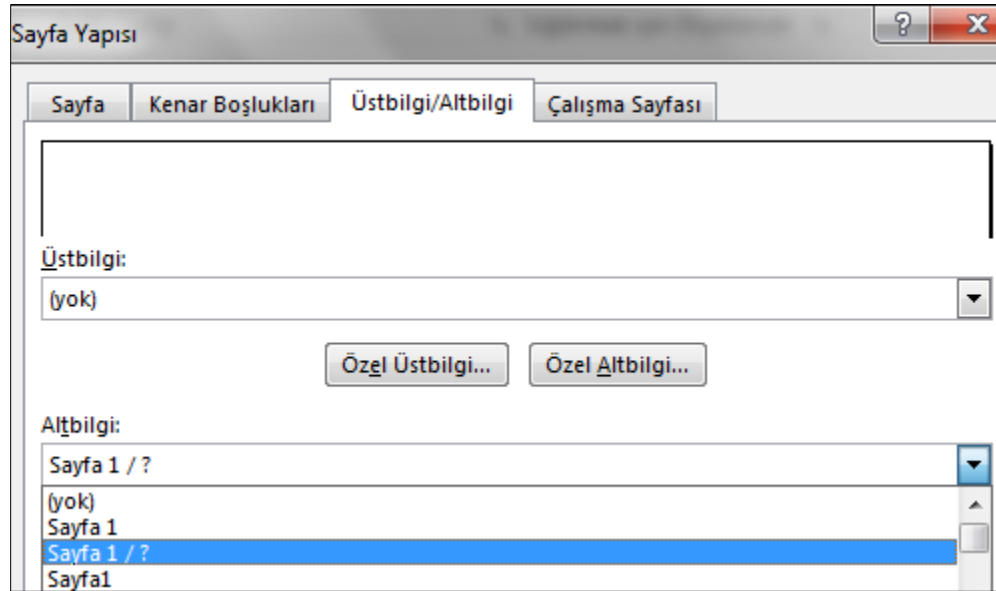 Sayfa Yapısı
Sayfa Kenar Boşlukları Üstbilgi/Altbilgi Çalışma Sayfası
Üstbilgi:
(yok)
Özel Üstbilgi... Özel Altbilgi...
Altbilgi:
Sayfa 1 / ?
(yok)
Sayfa 1
Sayfa 1 / ?
Sayfa1